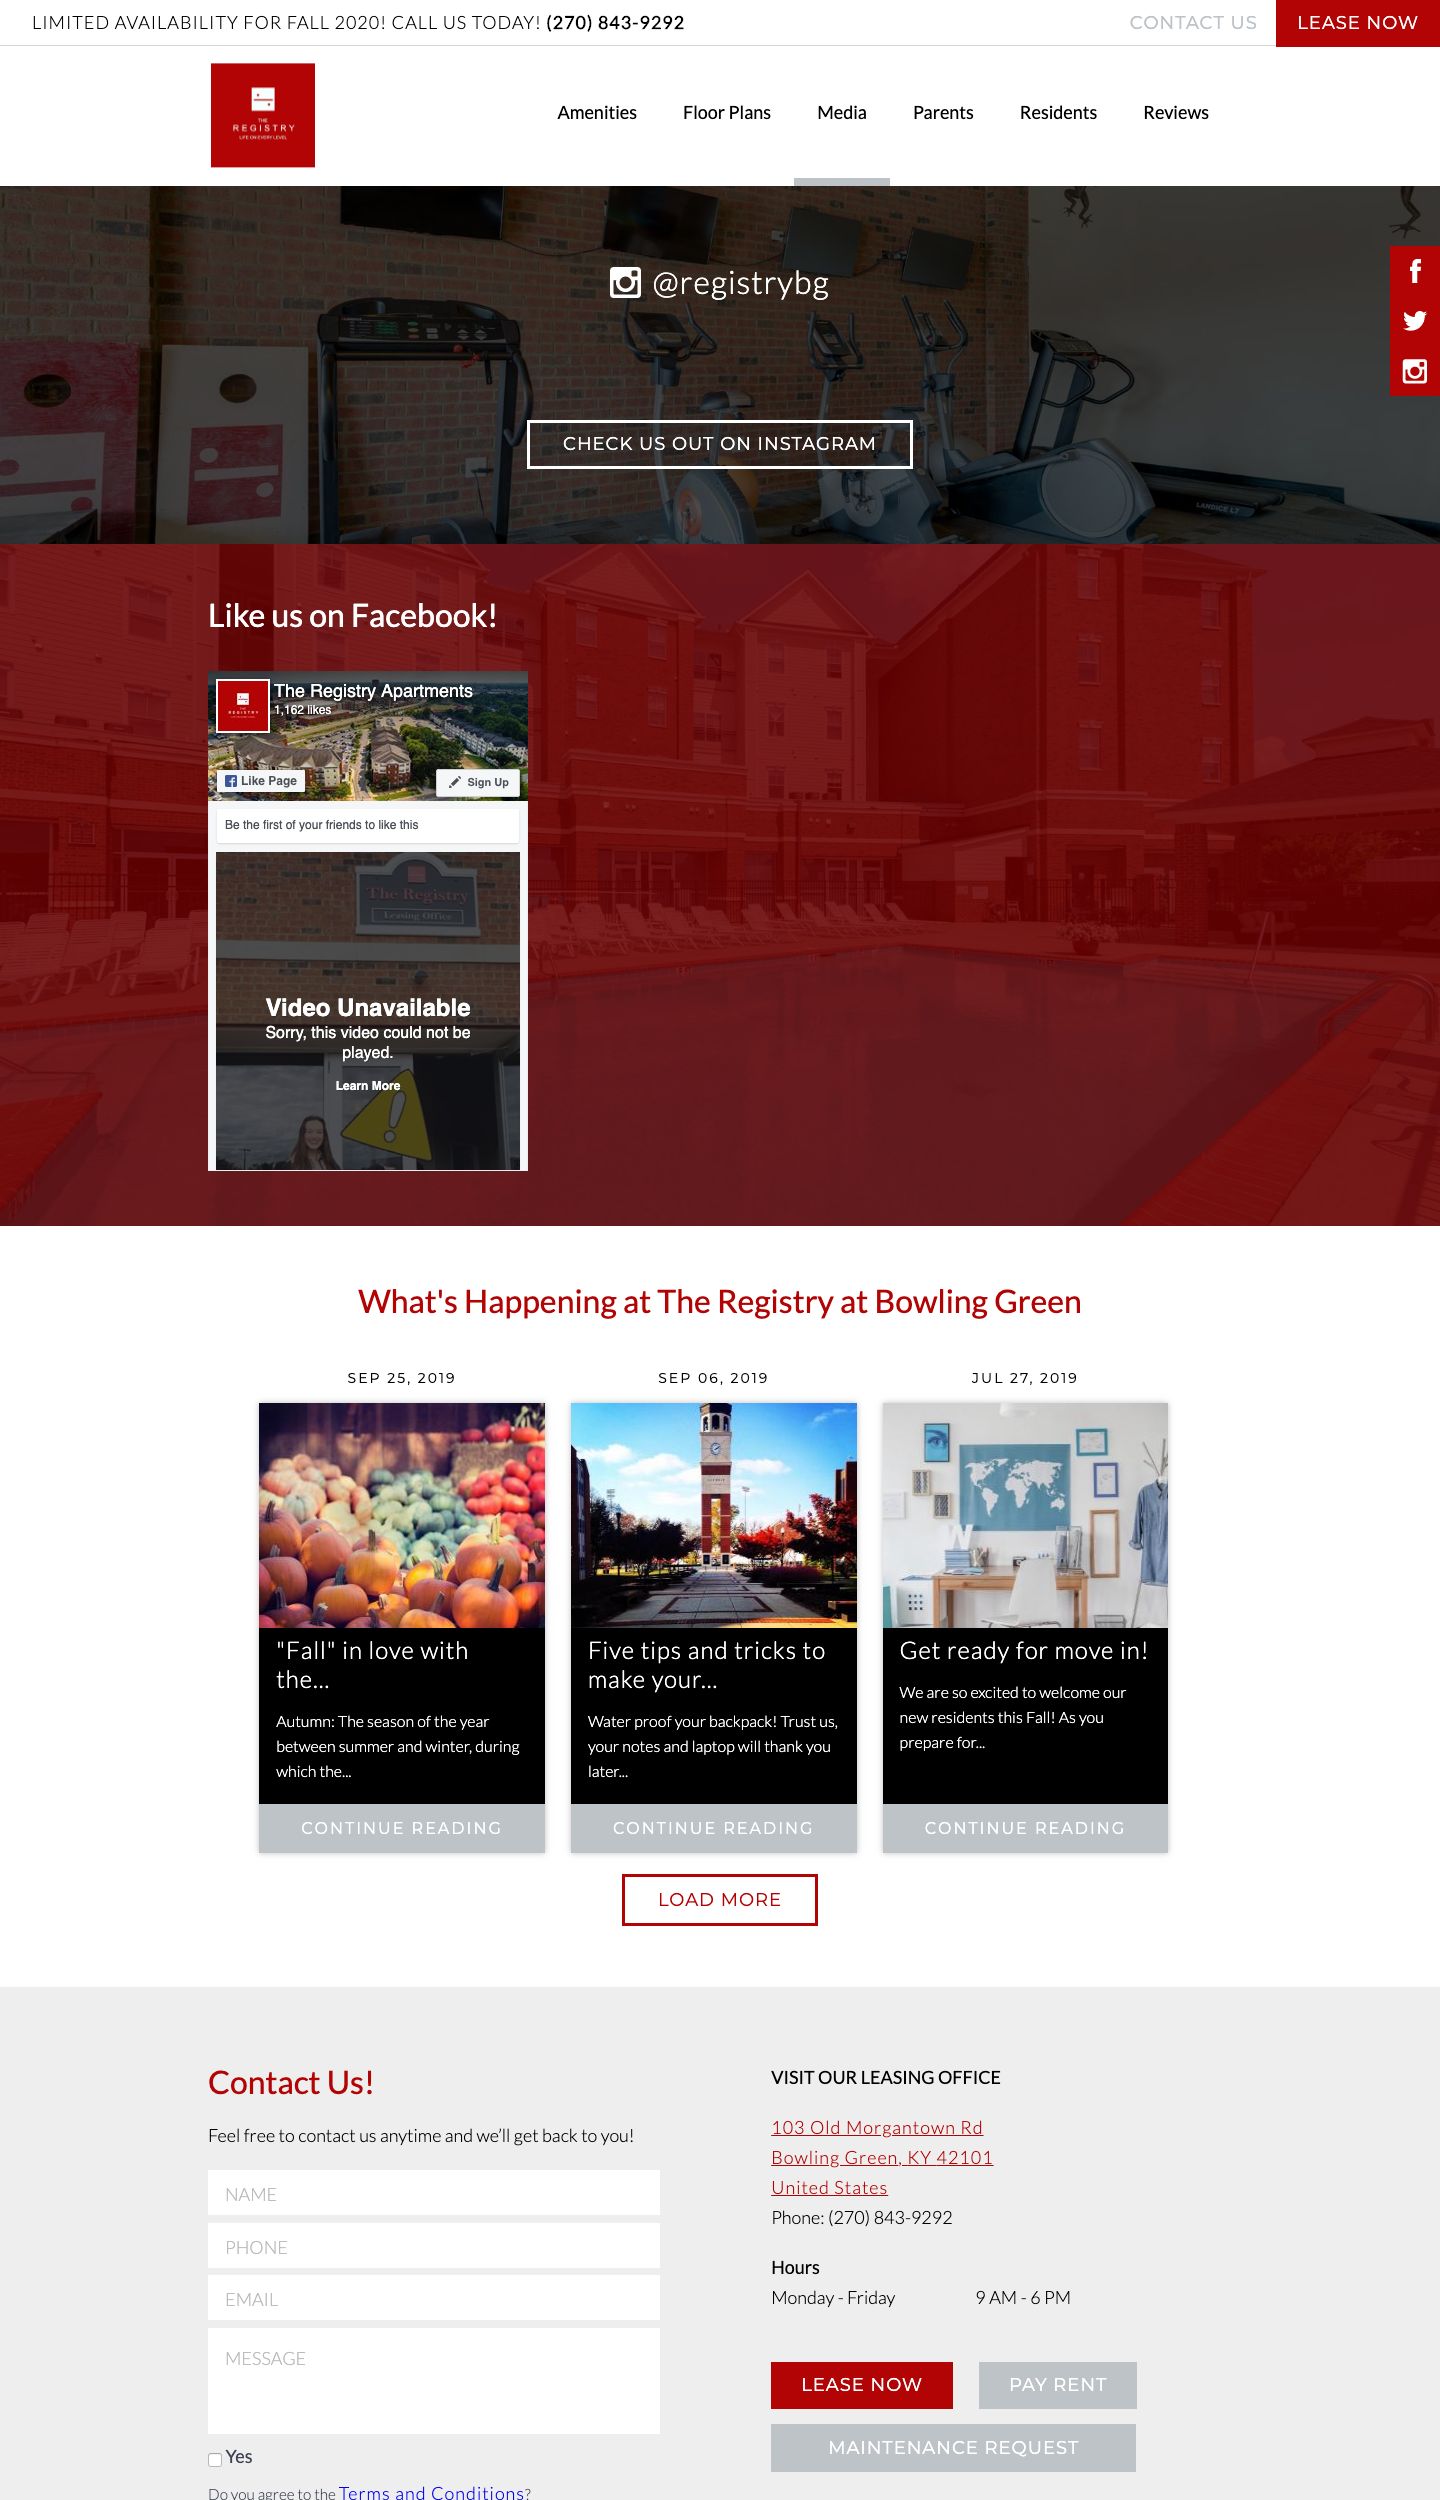 LIMITED AVAILABILITY FOR FALL 2020! CALL US TODAY! (270) 843-9292
CONTACT US
LEASE NOW
THE
REGISTRY
LIFE ON EVERY LEVEL
Amenities
Floor Plans
Media
Parents
Residents
Reviews
@registrybg
CHECK US OUT ON INSTAGRAM
LANDICE L7
Like us on Facebook!
The Registry Apartments
1,162 likes
REGISTRY
Like Page
Sign Up
Be the first of your friends to like this
The Registry
Leasing Office
Video Unavailable
Sorry, this video could not be
played.
Learn More
What's Happening at The Registry at Bowling Green
SEP 25, 2019
SEP 06, 2019
JUL 27, 2019
"Fall" in love with
the...
Autumn: The season of the year
between summer and winter, during
which the...
CONTINUE READING
Five tips and tricks to
make your...
Water proof your backpack! Trust us,
your notes and laptop will thank you
later...
CONTINUE READING
Get ready for move in!
We are so excited to welcome our
new residents this Fall! As you
prepare for...
CONTINUE READING
LOAD MORE
Contact Us!
Feel free to contact us anytime and we’ll get back to you!
NAME
PHONE
EMAIL
MESSAGE
Yes
Do you agree to the Terms and Conditions?
VISIT OUR LEASING OFFICE
103 Old Morgantown Rd
Bowling Green, KY 42101
United States
Phone: (270) 843-9292
Hours
Monday - Friday 9 AM - 6 PM
LEASE NOW
PAY RENT
MAINTENANCE REQUEST